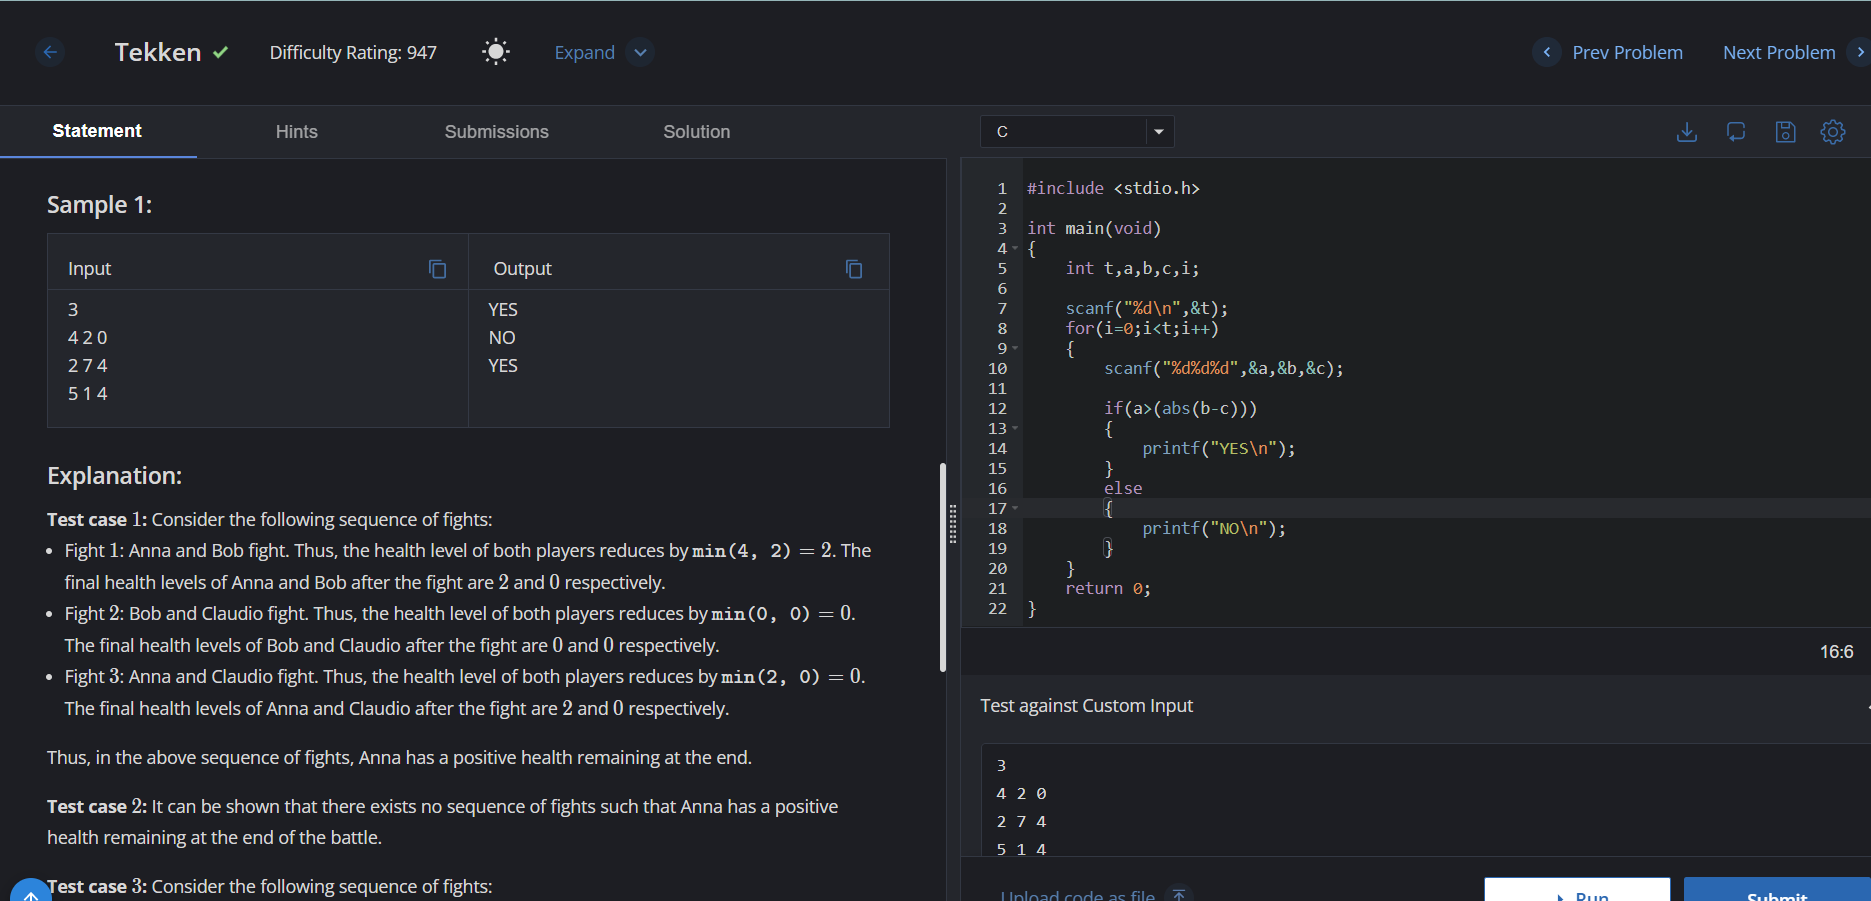 Tekken
Difficulty Rating: 947
Expand
Prev Problem
Next Problem
Statement
Hints
Submissions
Solution
Sample 1:
Input
Output
3
4 2 0
2 7 4
5 1 4
YES
NO
YES
Explanation:
Test case 1: Consider the following sequence of fights:
• Fight 1: Anna and Bob fight. Thus, the health level of both players reduces by min(4, 2) = 2. The
final health levels of Anna and Bob after the fight are 2 and 0 respectively.
• Fight 2: Bob and Claudio fight. Thus, the health level of both players reduces by min(0, 0) = 0.
The final health levels of Bob and Claudio after the fight are 0 and 0 respectively.
• Fight 3: Anna and Claudio fight. Thus, the health level of both players reduces by min(2, 0) = 0.
The final health levels of Anna and Claudio after the fight are 2 and 0 respectively.
Thus, in the above sequence of fights, Anna has a positive health remaining at the end.
Test case 2: It can be shown that there exists no sequence of fights such that Anna has a positive
health remaining at the end of the battle.
Test case 3: Consider the following sequence of fights:
C
1 #include <stdio.h>
2
3 int main(void)
4 {
5     int t,a,b,c,i;
6
7     scanf("%d\n",&t);
8     for(i=0;i<t;i++)
9     {
10         scanf("%d%d%d",&a,&b,&c);
11
12         if(a>(abs(b-c)))
13         {
14             printf("YES\n");
15         }
16         else
17         {
18             printf("NO\n");
19         }
20     }
21     return 0;
22 }
16:6
Test against Custom Input
3
4 2 0
2 7 4
5 1 4
Upload code as file
Run
Submit